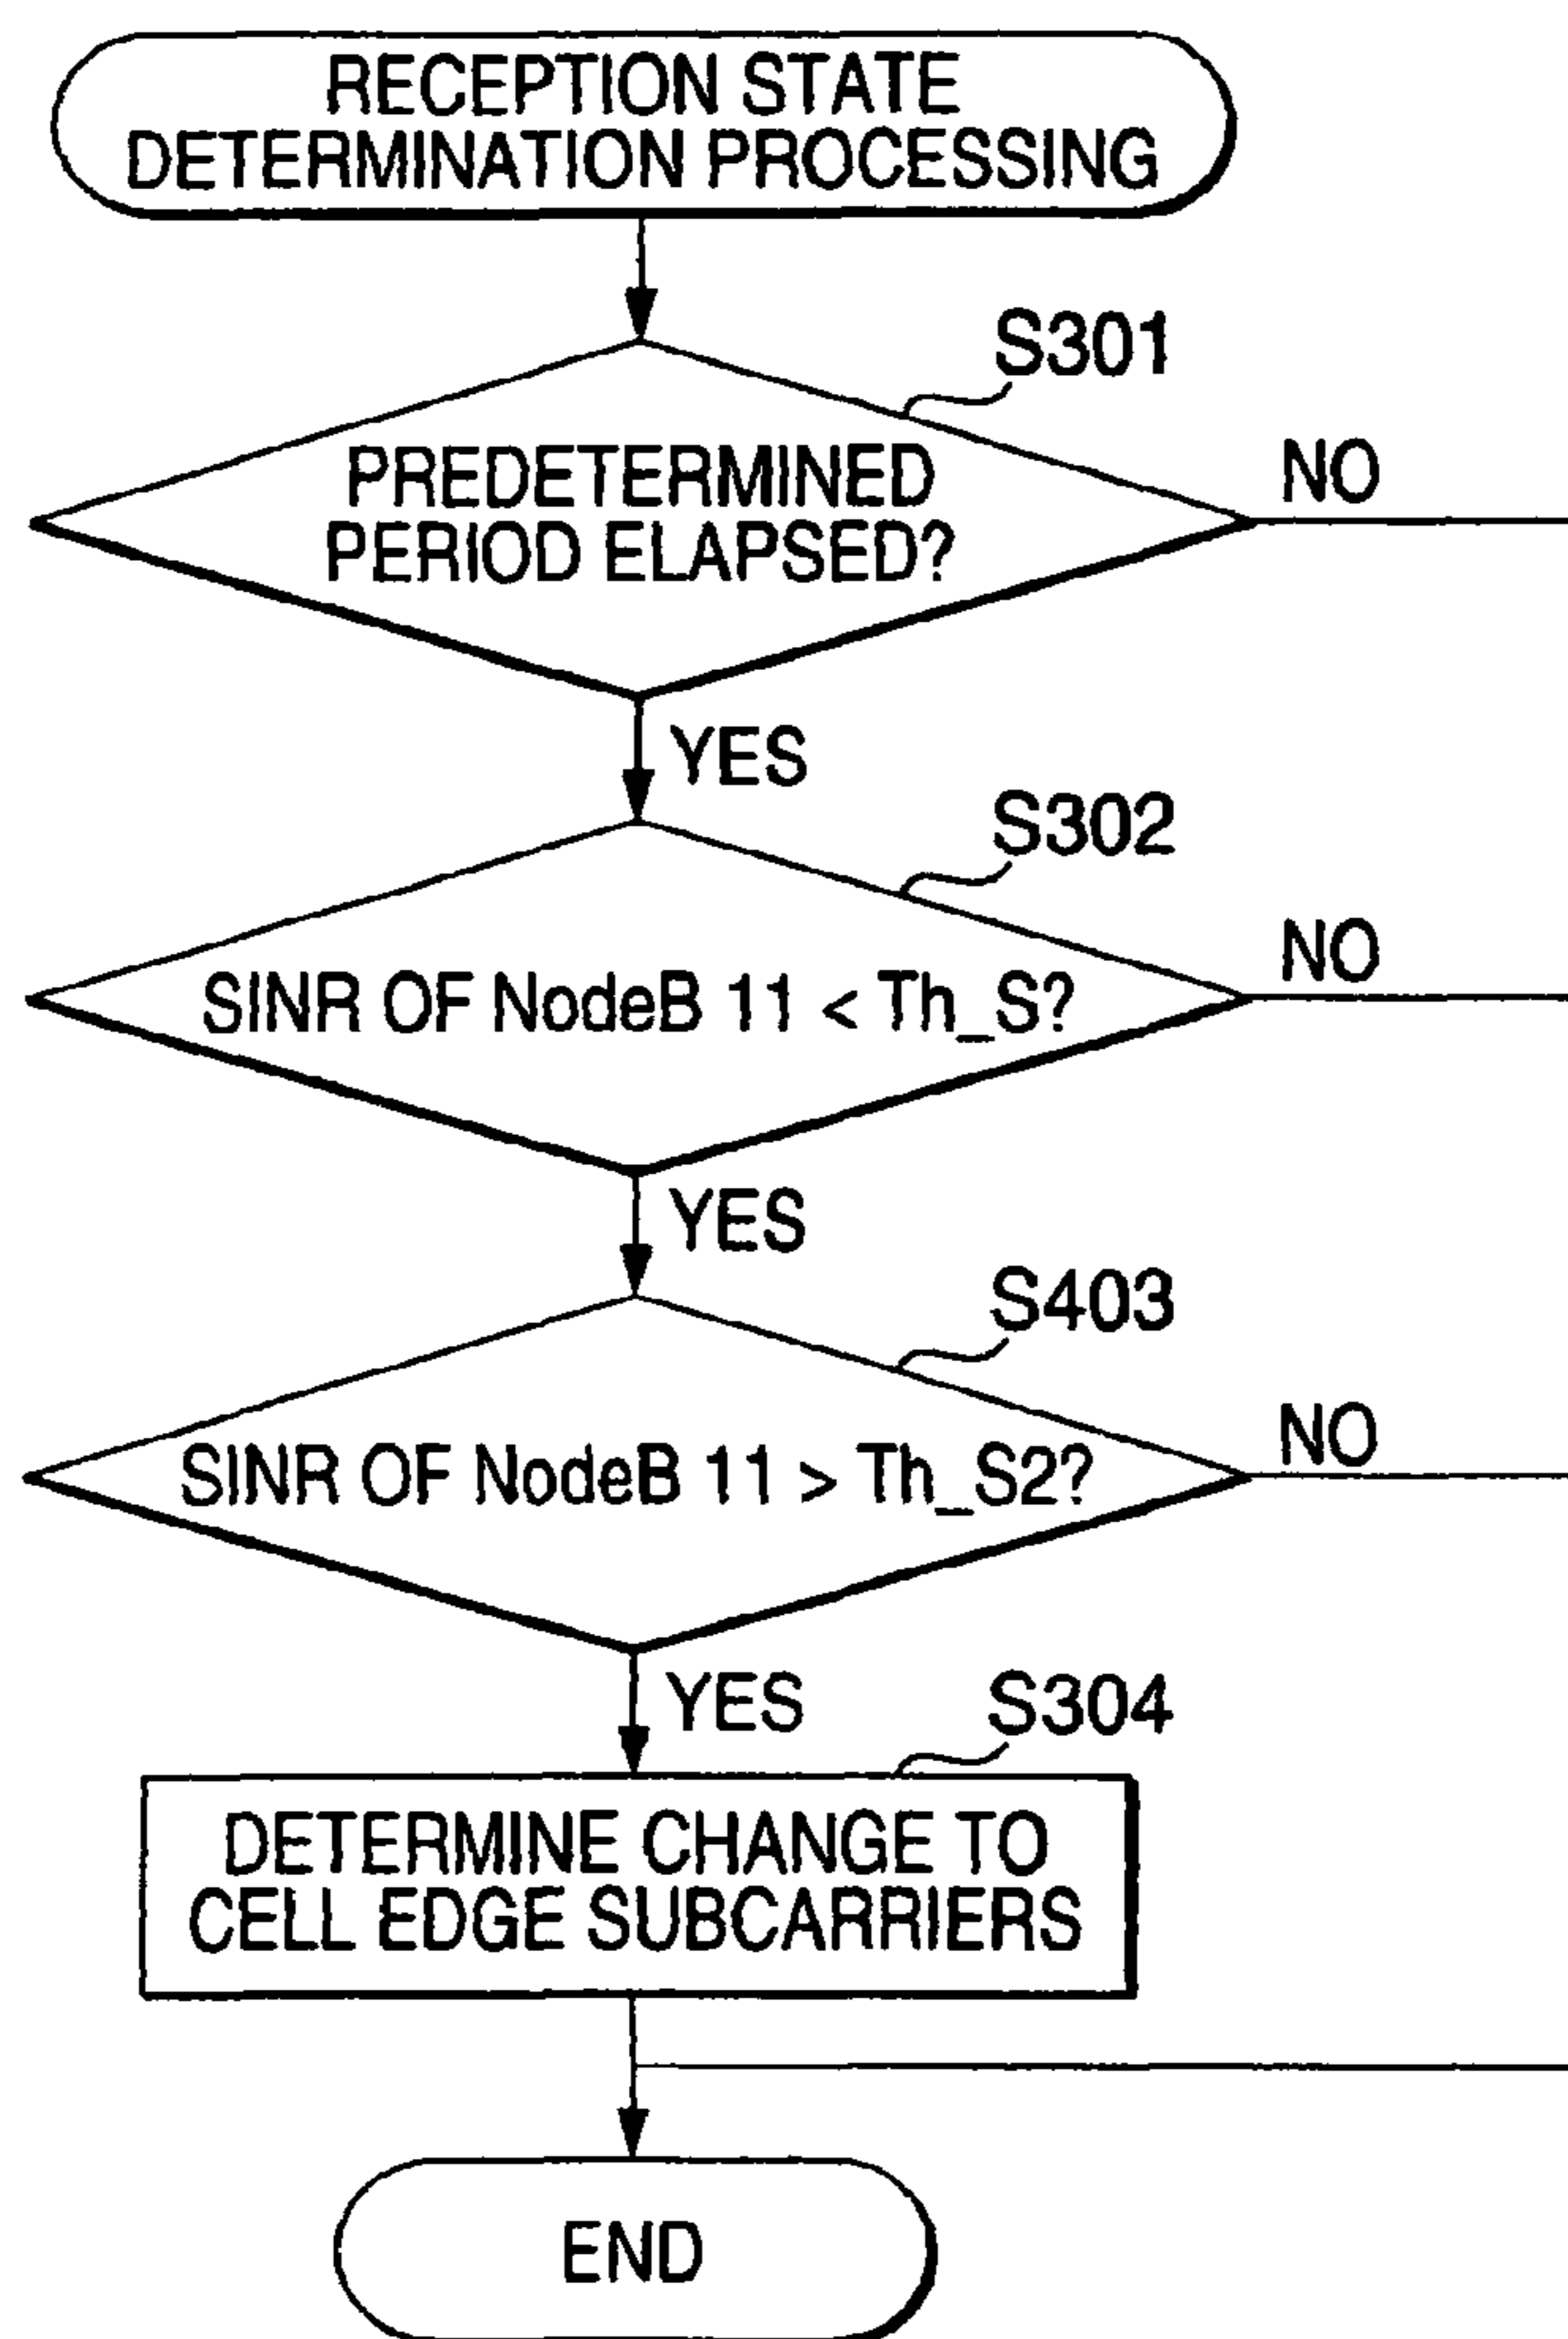 RECEPTION STATE
DETERMINATION PROCESSING
S301
PREDETERMINED
PERIOD ELAPSED?
NO
YES
S302
SINR OF NodeB 11 < Th_S?
NO
YES
S403
SINR OF NodeB 11 > Th_S2?
NO
YES
S304
DETERMINE CHANGE TO
CELL EDGE SUBCARRIERS
END